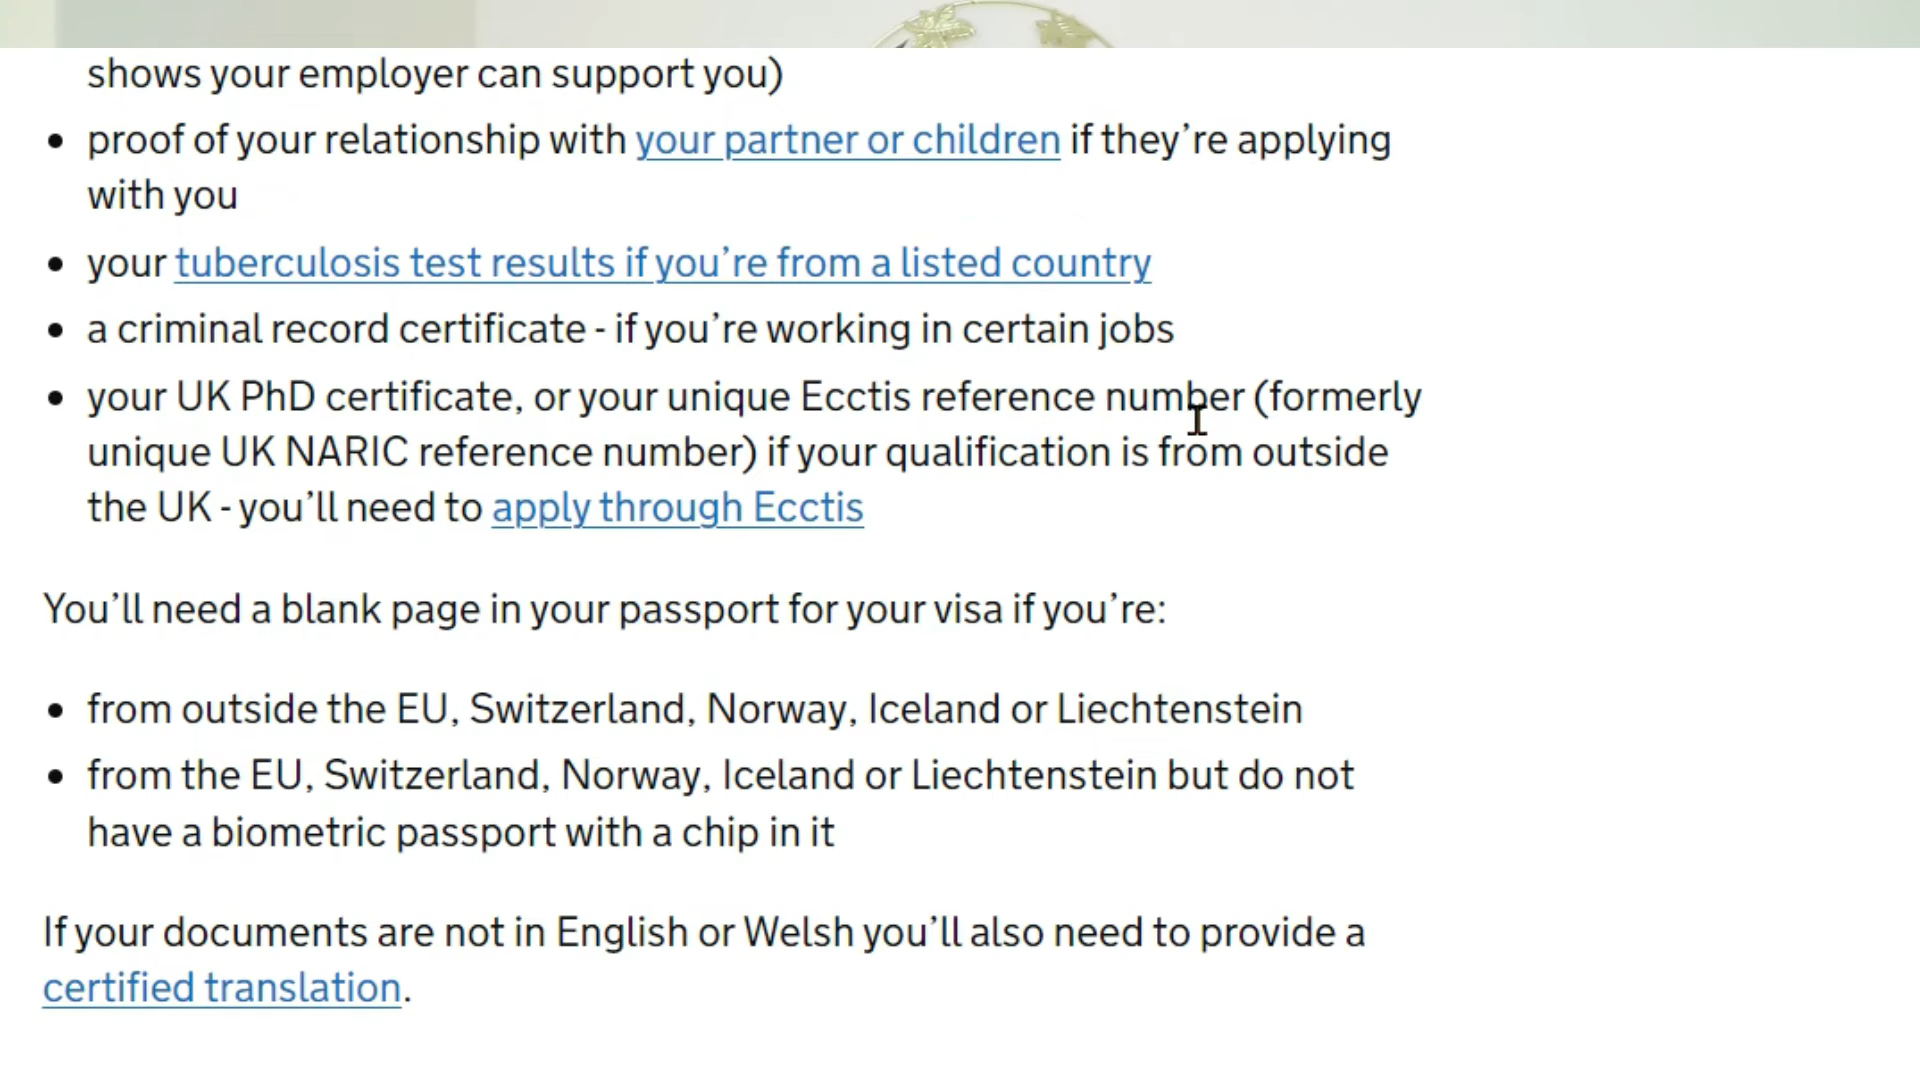 shows your employer can support you)
• proof of your relationship with your partner or children if they’re applying
with you
• your tuberculosis test results if you’re from a listed country
• a criminal record certificate - if you’re working in certain jobs
• your UK PhD certificate, or your unique Ecctis reference number (formerly
unique UK NARIC reference number) if your qualification is from outside
the UK - you’ll need to apply through Ecctis
You’ll need a blank page in your passport for your visa if you’re:
• from outside the EU, Switzerland, Norway, Iceland or Liechtenstein
• from the EU, Switzerland, Norway, Iceland or Liechtenstein but do not
have a biometric passport with a chip in it
If your documents are not in English or Welsh you’ll also need to provide a
certified translation.